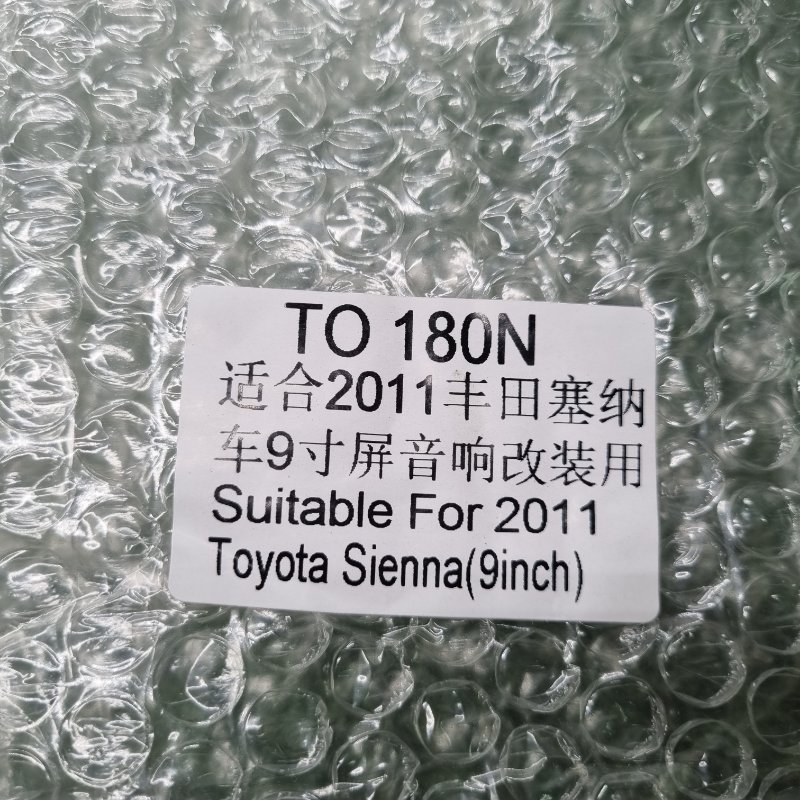 TO 180N
适合2011丰田塞纳
车9寸屏音响改装用
Suitable For 2011
Toyota Sienna(9inch)